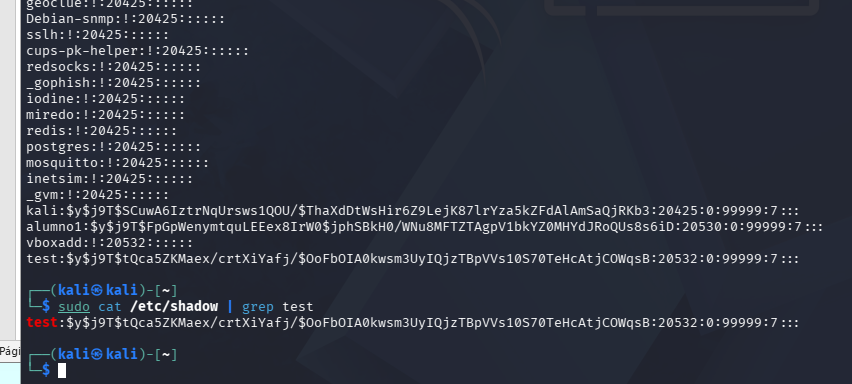 geoclue:!:20425::::::
Debian-snmp:!:20425::::::
sslh:!:20425::::::
cups-pk-helper:!:20425::::::
redsocks:!:20425::::::
_gophish:!:20425::::::
iodine:!:20425::::::
miredo:!:20425::::::
redis:!:20425::::::
postgres:!:20425::::::
mosquitto:!:20425::::::
inetsim:!:20425::::::
_gvm:!:20425::::::
kali:$y$j9T$SCuwA6IztrNqUrsws1QOU/$ThaXdDtWsHir6Z9LejK87lrYza5kZFdAlAmSaQjRKb3:20425:0:99999:7:::
alumno1:$y$j9T$FpGpWenymtquLEEex8IrW0$jphSBkH0/WNu8MFTZTAgpV1bkYZ0MHYdJRoQUs8s6iD:20530:0:99999:7:::
vboxadd:!:20532::::::
test:$y$j9T$tQca5ZKMaex/crtXiYafj/$OoFbOIA0kwsm3UyIQjzTBpVVs10S70TeHcAtjCOWqsB:20532:0:99999:7:::
┌──(kali㉿kali)-[~]
└─$ sudo cat /etc/shadow | grep test
test:$y$j9T$tQca5ZKMaex/crtXiYafj/$OoFbOIA0kwsm3UyIQjzTBpVVs10S70TeHcAtjCOWqsB:20532:0:99999:7:::
Pági
┌──(kali㉿kali)-[~]
└─$